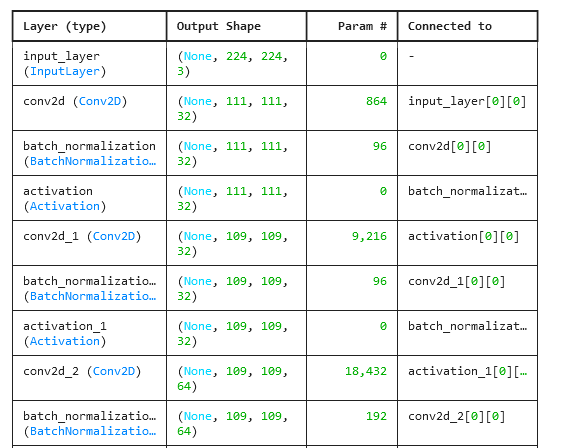 Layer (type) Output Shape Param # Connected to
input_layer (None, 224, 224, 0 -
(InputLayer) 3)
conv2d (Conv2D) (None, 111, 111, 864 input_layer[0][0]
32)
batch_normalization (None, 111, 111, 96 conv2d[0][0]
(BatchNormalizatio… 32)
activation (None, 111, 111, 0 batch_normalizat…
(Activation) 32)
conv2d_1 (Conv2D) (None, 109, 109, 9,216 activation[0][0]
32)
batch_normalizatio… (None, 109, 109, 96 conv2d_1[0][0]
(BatchNormalizatio… 32)
activation_1 (None, 109, 109, 0 batch_normalizat…
(Activation) 32)
conv2d_2 (Conv2D) (None, 109, 109, 18,432 activation_1[0][…
64)
batch_normalizatio… (None, 109, 109, 192 conv2d_2[0][0]
(BatchNormalizatio… 64)